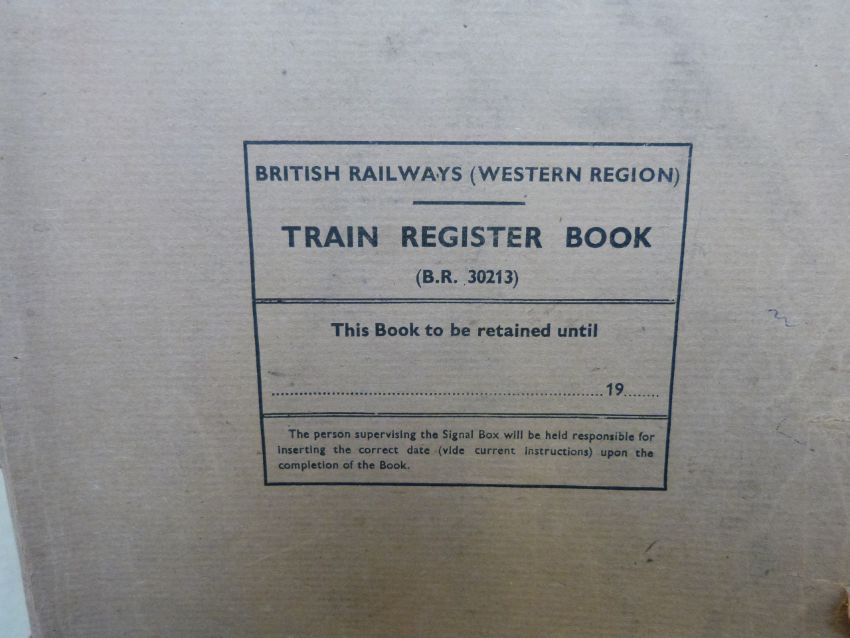 BRITISH RAILWAYS (WESTERN REGION)
TRAIN REGISTER BOOK
(B.R. 30213)
This Book to be retained until
........................................................................ 19........
The person supervising the Signal Box will be held responsible for
inserting the correct date (vide current instructions) upon the
completion of the Book.